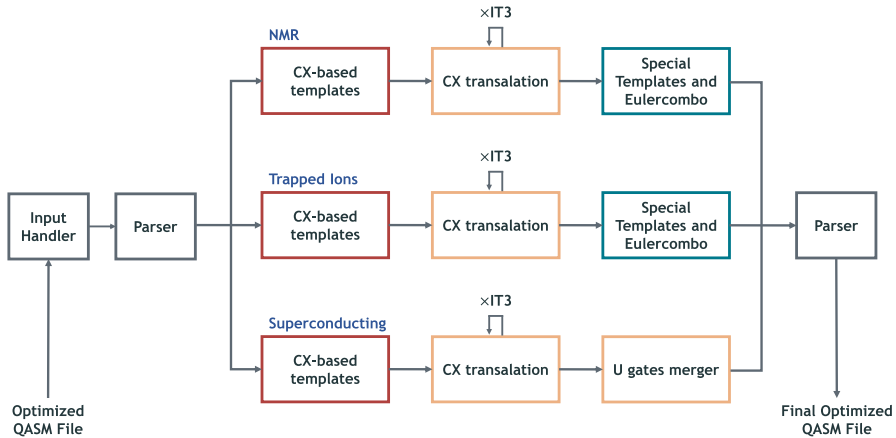 ×IT3
NMR
CX-based
templates
CX transalation
Special
Templates and
Eulercombo
×IT3
Trapped Ions
Input
Handler
Parser
CX-based
templates
CX transalation
Special
Templates and
Eulercombo
Parser
×IT3
Superconducting
CX-based
templates
CX transalation
U gates merger
Optimized
QASM File
Final Optimized
QASM File